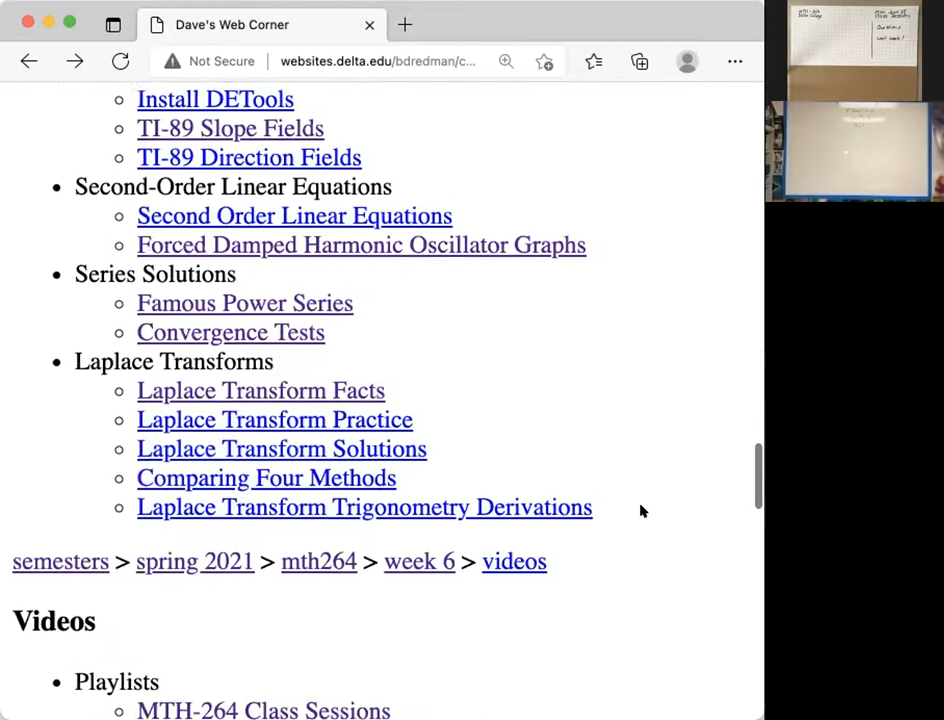 Dave's Web Corner
Not Secure
websites.delta.edu/bdredman/c...
Install DETools
TI-89 Slope Fields
TI-89 Direction Fields
Second-Order Linear Equations
Second Order Linear Equations
Forced Damped Harmonic Oscillator Graphs
Series Solutions
Famous Power Series
Convergence Tests
Laplace Transforms
Laplace Transform Facts
Laplace Transform Practice
Laplace Transform Solutions
Comparing Four Methods
Laplace Transform Trigonometry Derivations
semesters > spring 2021 > mth264 > week 6 > videos
Videos
Playlists
MTH-264 Class Sessions